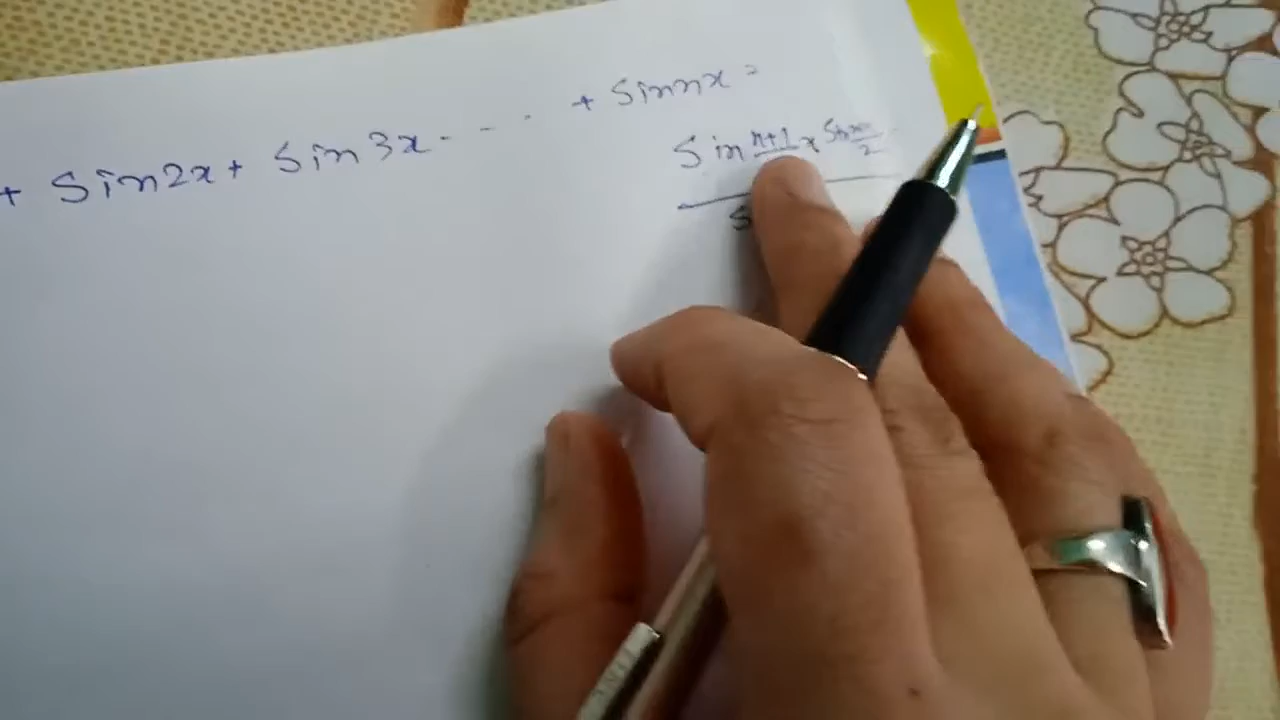 + Sin2x + Sin3x - - - + Sinnx =
Sin n+1/2 x Sin nx/2